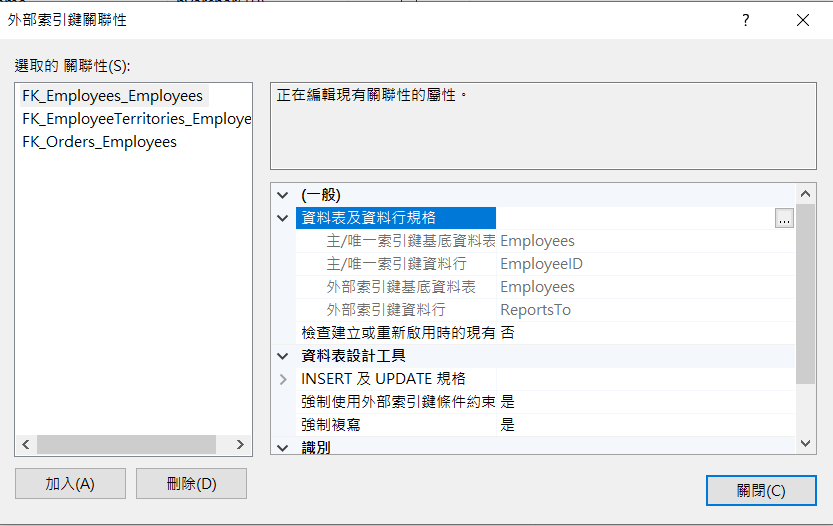 外部索引鍵關聯性
?
選取的 關聯性(S):
FK_Employees_Employees
FK_EmployeeTerritories_Employe
FK_Orders_Employees
正在編輯現有關聯性的屬性。
(一般)
資料表及資料行規格 ...
主/唯一索引鍵基底資料表 Employees
主/唯一索引鍵資料行 EmployeeID
外部索引鍵基底資料表 Employees
外部索引鍵資料行 ReportsTo
檢查建立或重新啟用時的現有 否
資料表設計工具
INSERT 及 UPDATE 規格
強制使用外部索引鍵條件約束 是
強制複寫 是
識別
加入(A) 刪除(D)
關閉(C)